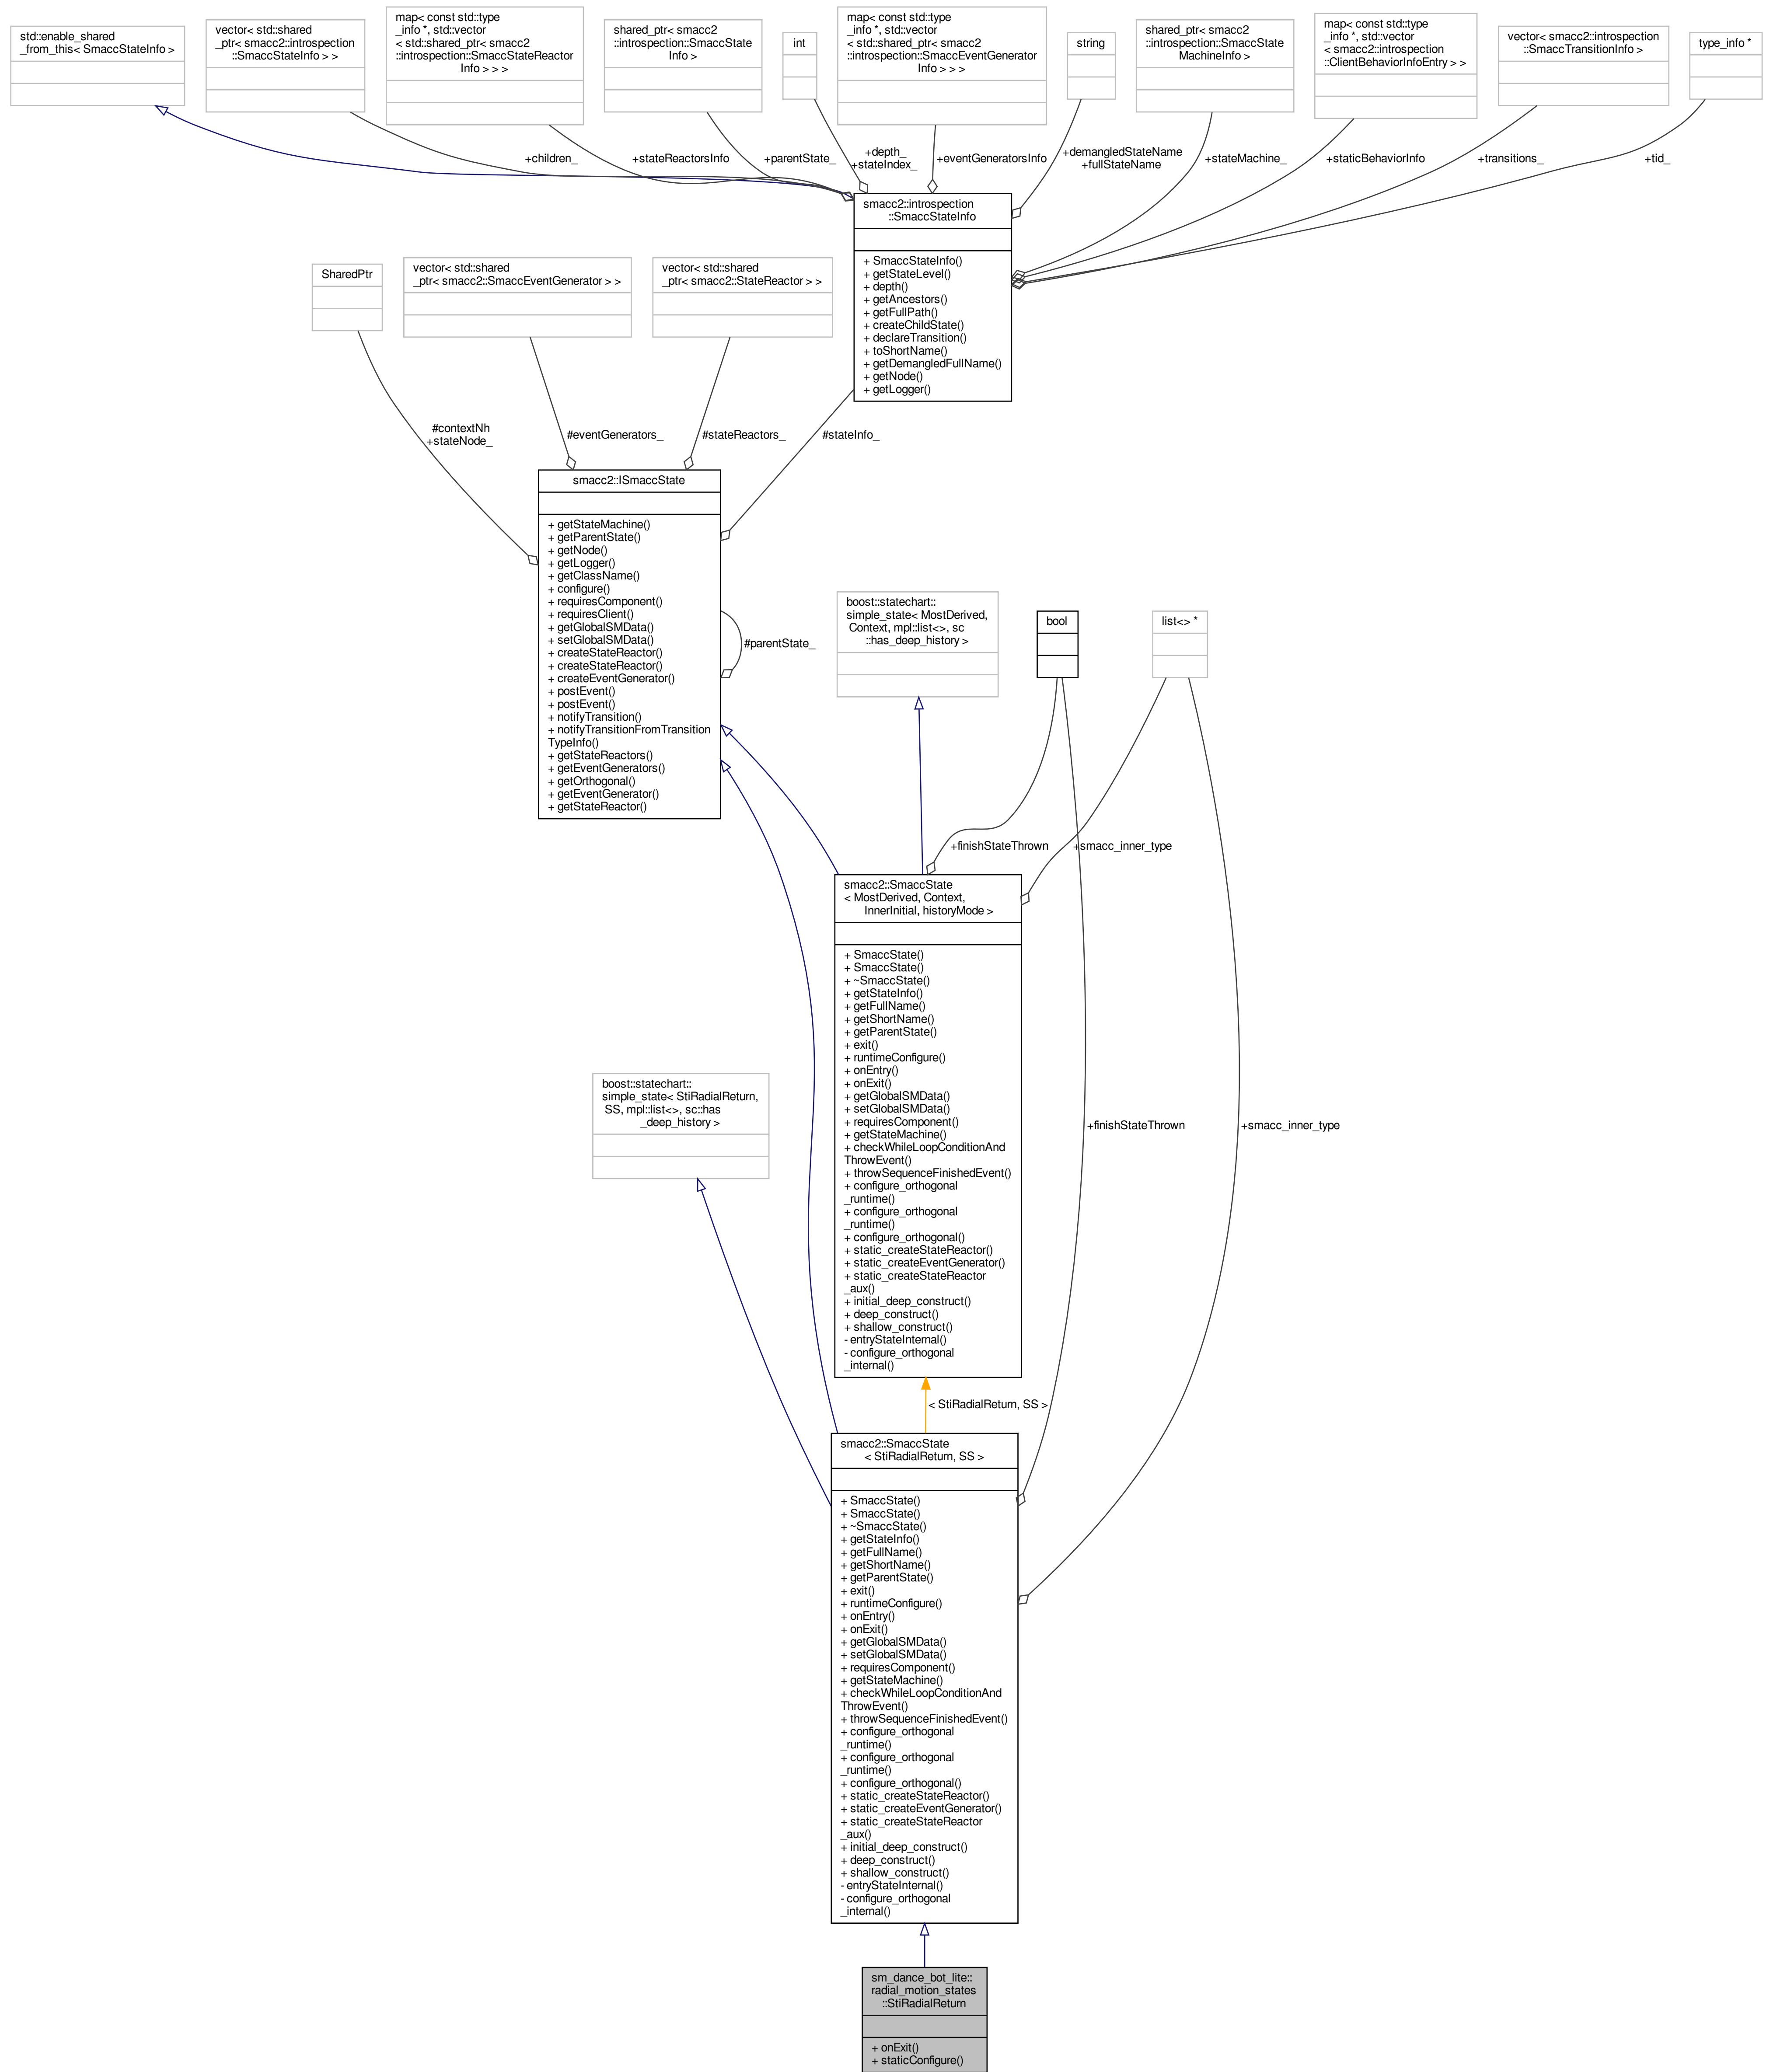 std::enable_shared
_from_this< SmaccStateInfo >
vector< std::shared
_ptr< smacc2::introspection
::SmaccStateInfo > >
map< const std::type
_info *, std::vector
< std::shared_ptr< smacc2
::introspection::SmaccStateReactor
Info > > >
shared_ptr< smacc2
::introspection::SmaccState
Info >
int
map< const std::type
_info *, std::vector
< std::shared_ptr< smacc2
::introspection::SmaccEventGenerator
Info > > >
string
shared_ptr< smacc2
::introspection::SmaccState
MachineInfo >
map< const std::type
_info *, std::vector
< smacc2::introspection
::ClientBehaviorInfoEntry > >
vector< smacc2::introspection
::SmaccTransitionInfo >
type_info *
+children_
+stateReactorsInfo
+parentState_
+depth_
+stateIndex_
+eventGeneratorsInfo
+demangledStateName
+fullStateName
+stateMachine_
+staticBehaviorInfo
+transitions_
+tid_
smacc2::introspection
::SmaccStateInfo
+ SmaccStateInfo()
+ getStateLevel()
+ depth()
+ getAncestors()
+ getFullPath()
+ createChildState()
+ declareTransition()
+ toShortName()
+ getDemangledFullName()
+ getNode()
+ getLogger()
SharedPtr
vector< std::shared
_ptr< smacc2::SmaccEventGenerator > >
vector< std::shared
_ptr< smacc2::StateReactor > >
#contextNh
+stateNode_
#eventGenerators_
#stateReactors_
#stateInfo_
smacc2::ISmaccState
+ getStateMachine()
+ getParentState()
+ getNode()
+ getLogger()
+ getClassName()
+ configure()
+ requiresComponent()
+ requiresClient()
+ getGlobalSMData()
+ setGlobalSMData()
+ createStateReactor()
+ createStateReactor()
+ createEventGenerator()
+ postEvent()
+ postEvent()
+ notifyTransition()
+ notifyTransitionFromTransition
TypeInfo()
+ getStateReactors()
+ getEventGenerators()
+ getOrthogonal()
+ getEventGenerator()
+ getStateReactor()
#parentState_
boost::statechart::
simple_state< MostDerived,
Context, mpl::list<>, sc
::has_deep_history >
bool
list<> *
+finishStateThrown
+smacc_inner_type
smacc2::SmaccState
< MostDerived, Context,
InnerInitial, historyMode >
+ SmaccState()
+ SmaccState()
+ ~SmaccState()
+ getStateInfo()
+ getFullName()
+ getShortName()
+ getParentState()
+ exit()
+ runtimeConfigure()
+ onEntry()
+ onExit()
+ getGlobalSMData()
+ setGlobalSMData()
+ requiresComponent()
+ getStateMachine()
+ checkWhileLoopConditionAnd
ThrowEvent()
+ throwSequenceFinishedEvent()
+ configure_orthogonal
_runtime()
+ configure_orthogonal
_runtime()
+ configure_orthogonal()
+ static_createStateReactor()
+ static_createEventGenerator()
+ static_createStateReactor
_aux()
+ initial_deep_construct()
+ deep_construct()
+ shallow_construct()
- entryStateInternal()
- configure_orthogonal
_internal()
boost::statechart::
simple_state< StiRadialReturn,
SS, mpl::list<>, sc::has
_deep_history >
+finishStateThrown
+smacc_inner_type
< StiRadialReturn, SS >
smacc2::SmaccState
< StiRadialReturn, SS >
+ SmaccState()
+ SmaccState()
+ ~SmaccState()
+ getStateInfo()
+ getFullName()
+ getShortName()
+ getParentState()
+ exit()
+ runtimeConfigure()
+ onEntry()
+ onExit()
+ getGlobalSMData()
+ setGlobalSMData()
+ requiresComponent()
+ getStateMachine()
+ checkWhileLoopConditionAnd
ThrowEvent()
+ throwSequenceFinishedEvent()
+ configure_orthogonal
_runtime()
+ configure_orthogonal
_runtime()
+ configure_orthogonal()
+ static_createStateReactor()
+ static_createEventGenerator()
+ static_createStateReactor
_aux()
+ initial_deep_construct()
+ deep_construct()
+ shallow_construct()
- entryStateInternal()
- configure_orthogonal
_internal()
sm_dance_bot_lite::
radial_motion_states
::StiRadialReturn
+ onExit()
+ staticConfigure()